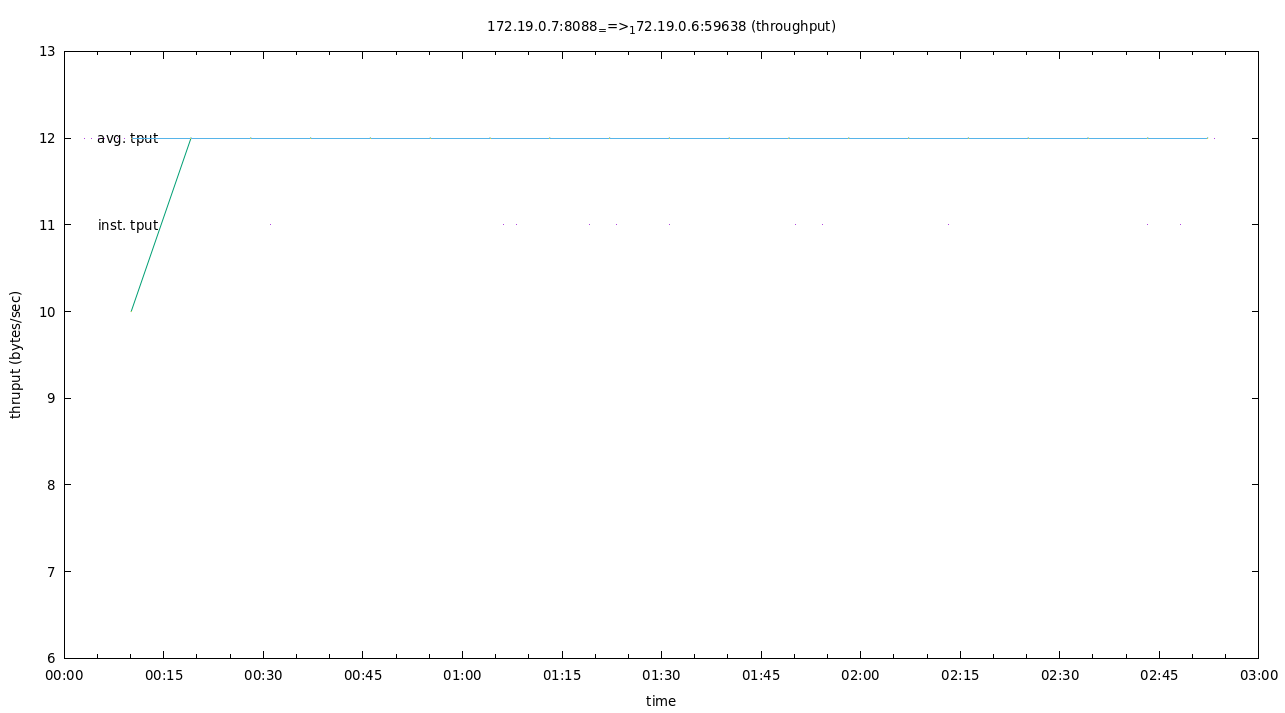 172.19.0.7:8088₌=>₁72.19.0.6:59638 (throughput)
thruput (bytes/sec)
13
12
11
10
9
8
7
6
avg. tput
inst. tput
00:00 00:15 00:30 00:45 01:00 01:15 01:30 01:45 02:00 02:15 02:30 02:45 03:00
time